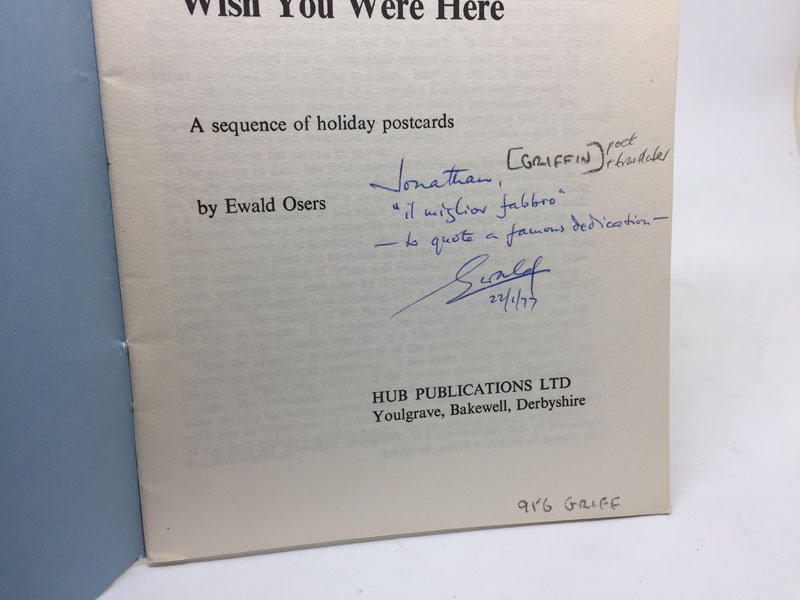 Wish You Were Here
A sequence of holiday postcards
[GRIFFIN] poet
+ translator
Jonathan,
by Ewald Osers
"il miglior fabbro"
— to quote a famous dedication —
Ewald
22/1/77
HUB PUBLICATIONS LTD
Youlgrave, Bakewell, Derbyshire
GRIFF